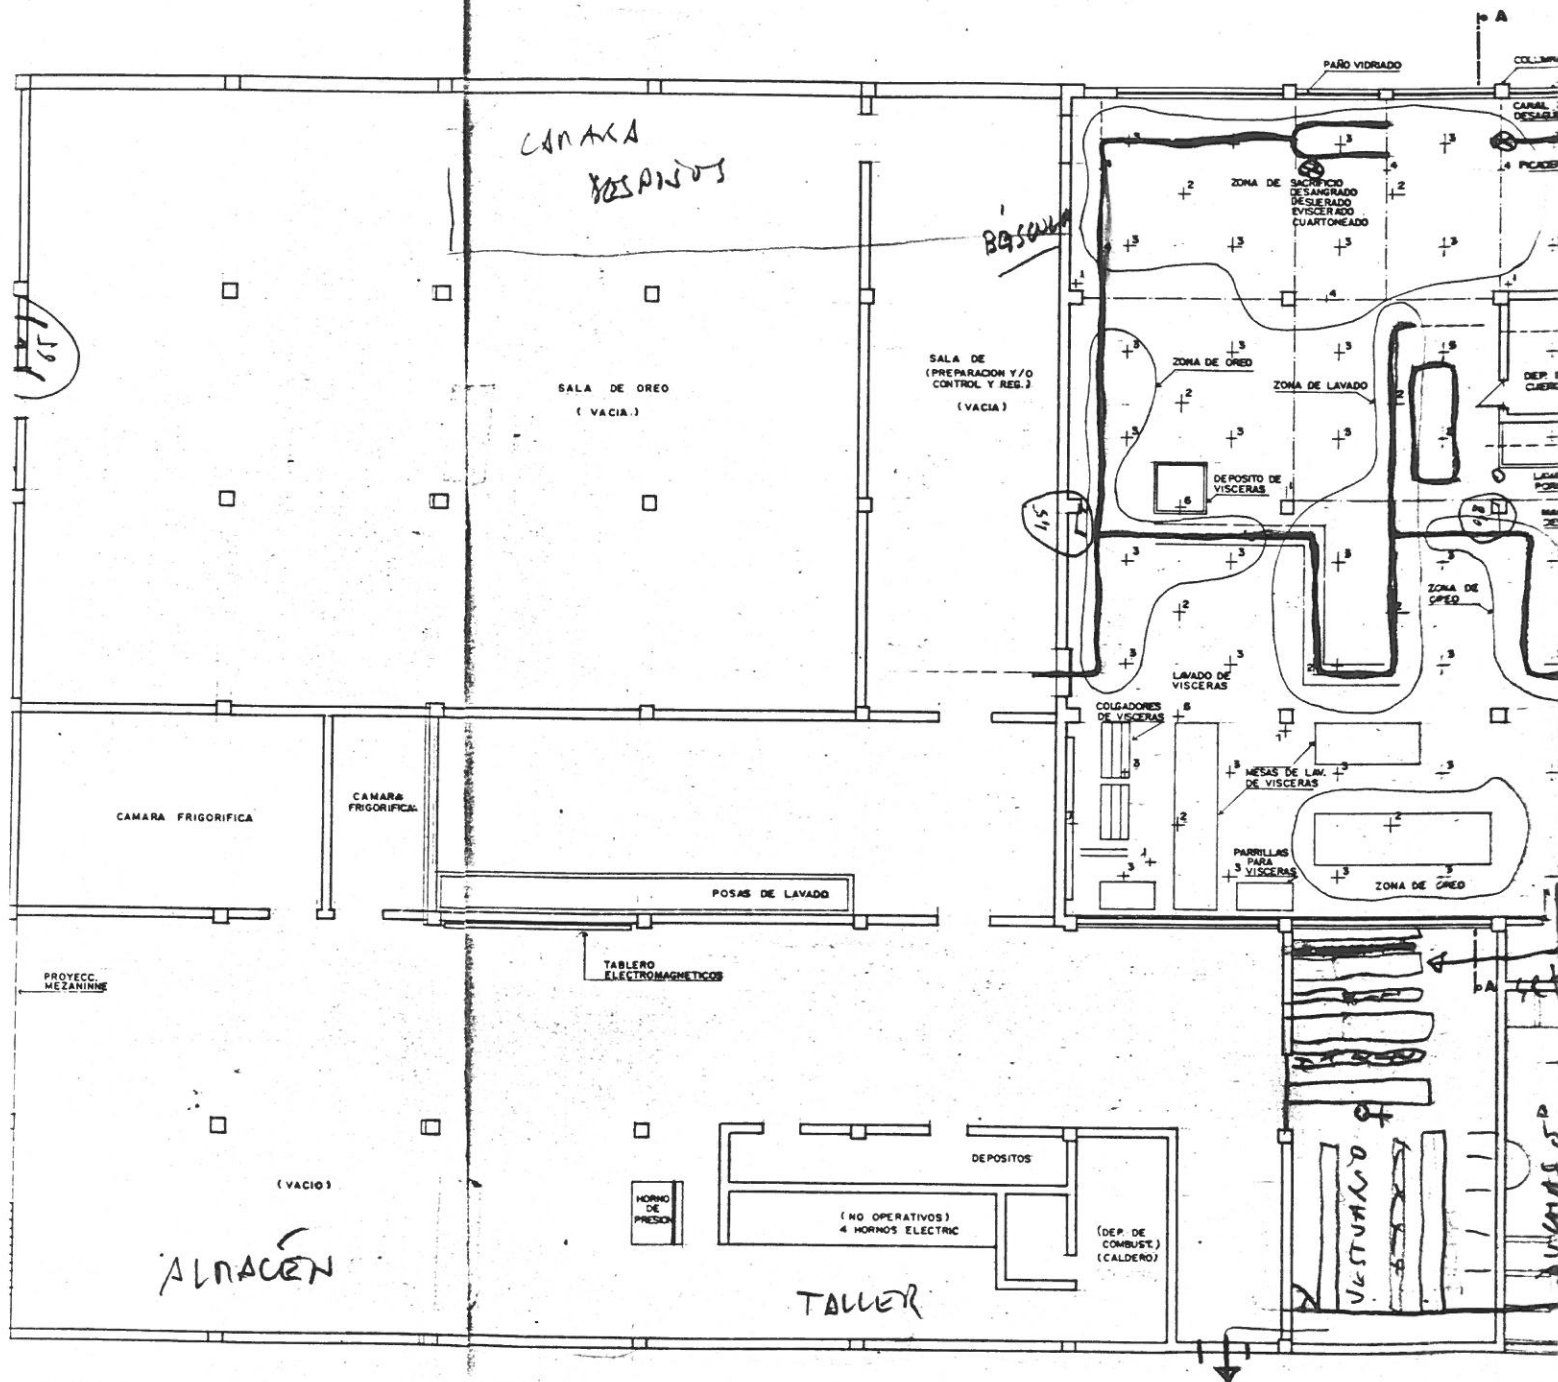 A
PAÑO VIDRIADO
CANAL
PICADE
CAMARA
ZONA DE SACRIFICIO
DESANGRADO
DESUERADO
EVISCERADO
CUARTONEADO
BÁSCULA
SALA DE OREO
( VACIA.)
SALA DE
(PREPARACION Y/O
CONTROL Y REG.)
(VACIA)
ZONA DE OREO
ZONA DE LAVADO
DEPOSITO DE
VISCERAS
ZONA DE
OREO
LAVADO DE
VISCERAS
COLGADORES
DE VISCERAS
MESAS DE LAV.
DE VISCERAS
CAMARA FRIGORIFICA
CAMARA
FRIGORIFICA
POSAS DE LAVADO
PARRILLAS
PARA
VISCERAS
ZONA DE OREO
PROYECC.
MEZANINNE
TABLERO
ELECTROMAGNETICOS
A
DEPOSITOS
(VACIO)
HORNO
DE
PRESION
(NO OPERATIVOS)
4 HORNOS ELECTRIC
(DEP. DE
COMBUST.)
(CALDERO)
VESTUARIO
ALMACÉN
TALLER